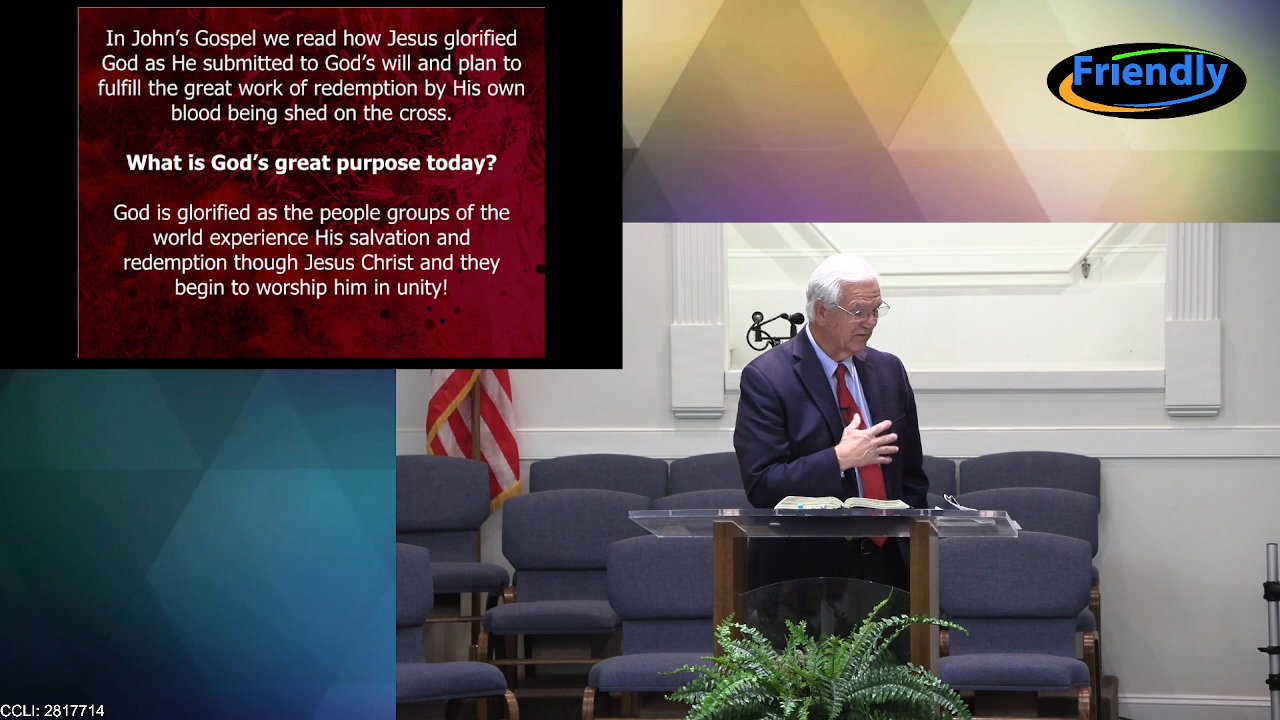 In John's Gospel we read how Jesus glorified
God as He submitted to God's will and plan to
fulfill the great work of redemption by His own
blood being shed on the cross.
What is God's great purpose today?
God is glorified as the people groups of the
world experience His salvation and
redemption though Jesus Christ and they
begin to worship him in unity!
Friendly
CCLI: 2817714